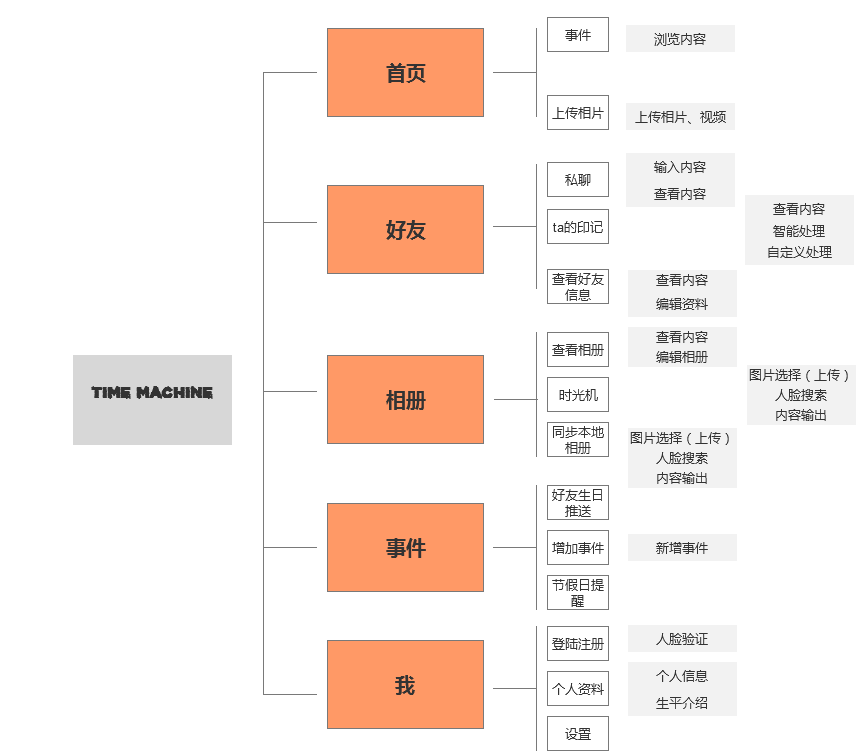 TIME MACHINE
首页
事件
浏览内容
上传相片
上传相片、视频
好友
私聊
输入内容
查看内容
ta的印记
查看内容
智能处理
自定义处理
查看好友
信息
查看内容
编辑资料
相册
查看相册
查看内容
编辑相册
时光机
图片选择（上传）
人脸搜索
内容输出
同步本地
相册
图片选择（上传）
人脸搜索
内容输出
事件
好友生日
推送
增加事件
新增事件
节假日提
醒
我
登陆注册
人脸验证
个人资料
个人信息
生平介绍
设置